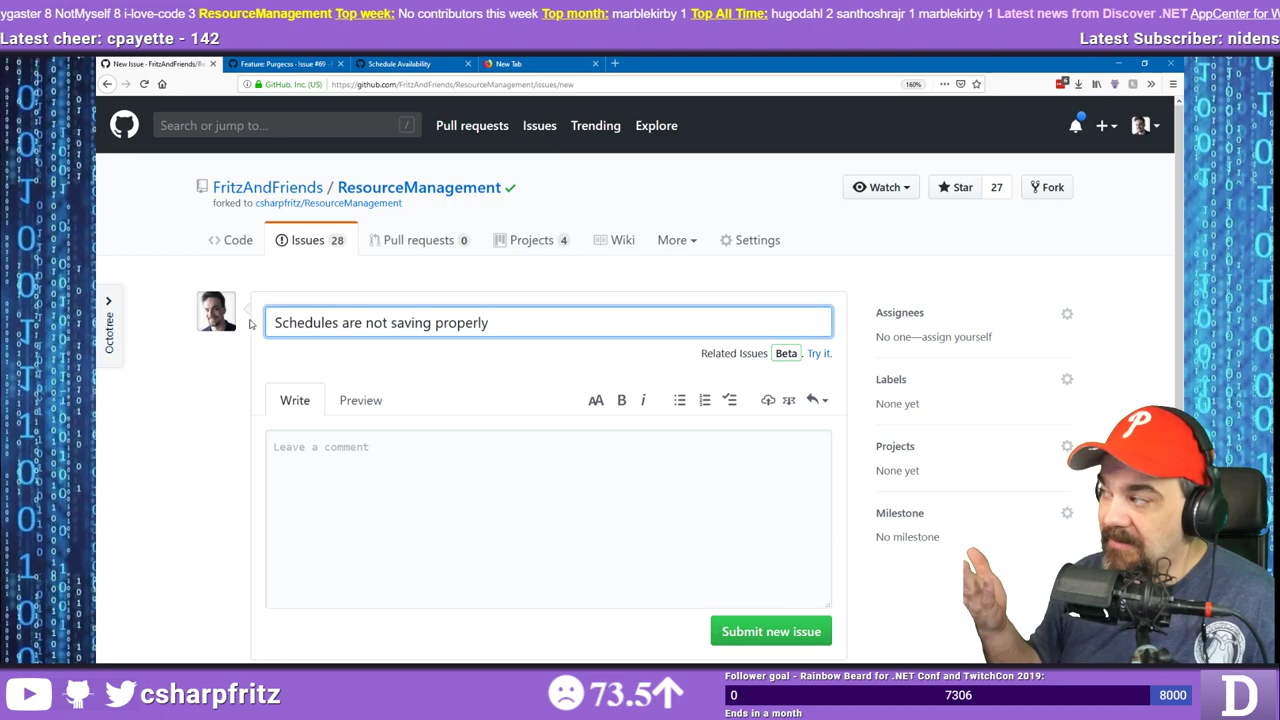 ygaster 8 NotMyself 8 i-love-code 3 ResourceManagement Top week: No contributors this week Top month: marblekirby 1 Top All Time: hugodahl 2 santhoshrajr 1 marblekirby 1 Latest news from Discover .NET AppCenter for W
Latest cheer: cpayette - 142
Latest Subscriber: nidens
New Issue · FritzAndFriends/Re
Feature: Purgecss · Issue #69 ·
Schedule Availability
New Tab
GitHub, Inc. (US)
https://github.com/FritzAndFriends/ResourceManagement/issues/new
160%
Search or jump to...
/
Pull requests
Issues
Trending
Explore
FritzAndFriends / ResourceManagement
forked to csharpfritz/ResourceManagement
Watch
Star
27
Fork
Code
Issues 28
Pull requests 0
Projects 4
Wiki
More
Settings
Octotree
Schedules are not saving properly
Related Issues Beta. Try it.
Write
Preview
AA B i
Leave a comment
Submit new issue
Assignees
No one—assign yourself
Labels
None yet
Projects
None yet
Milestone
No milestone
P
csharpfritz
73.5
Follower goal - Rainbow Beard for .NET Conf and TwitchCon 2019:
0
7306
8000
Ends in a month
D